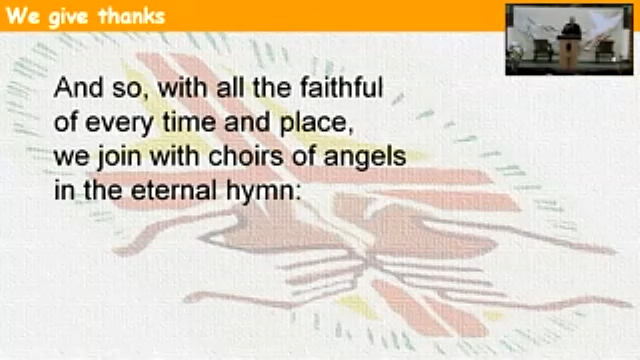 We give thanks
And so, with all the faithful
of every time and place,
we join with choirs of angels
in the eternal hymn: